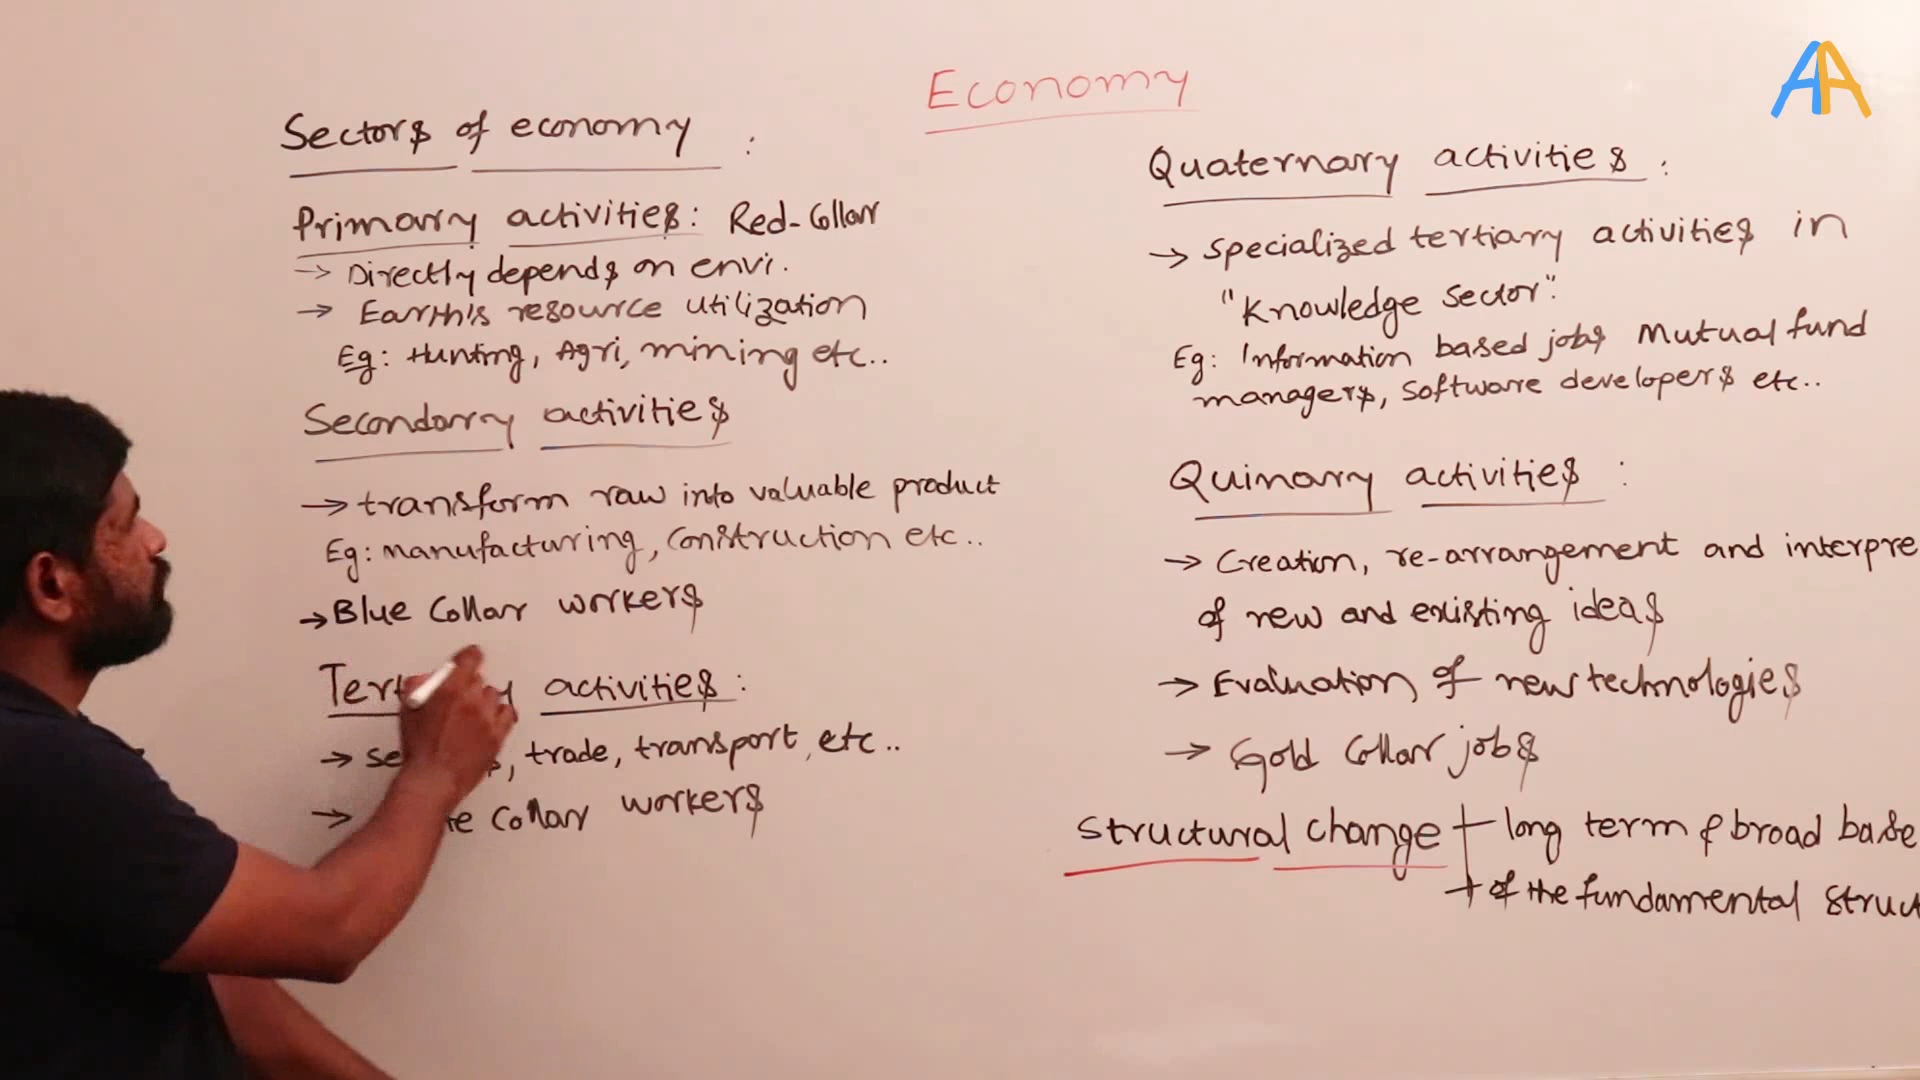 Economy
Sectors of economy :
Primary activities: Red-Collar
→ Directly depends on envi.
→ Earth's resource utilization
Eg: Hunting, Agri, mining etc..
Secondary activities
→ transform raw into valuable product
Eg: manufacturing, Construction etc..
→ Blue Collar workers
activities :
→ trade, transport, etc..
→ Collar workers
Quaternary activities :
→ specialized tertiary activities in
"Knowledge sector".
Eg: Information based jobs Mutual fund
managers, Software developers etc..
Quinary activities :
→ Creation, re-arrangement and interpre
of new and existing ideas
→ Evaluation of new technologies
→ Gold Collar jobs
Structural change → long term & broad base
→ of the fundamental struct
AA